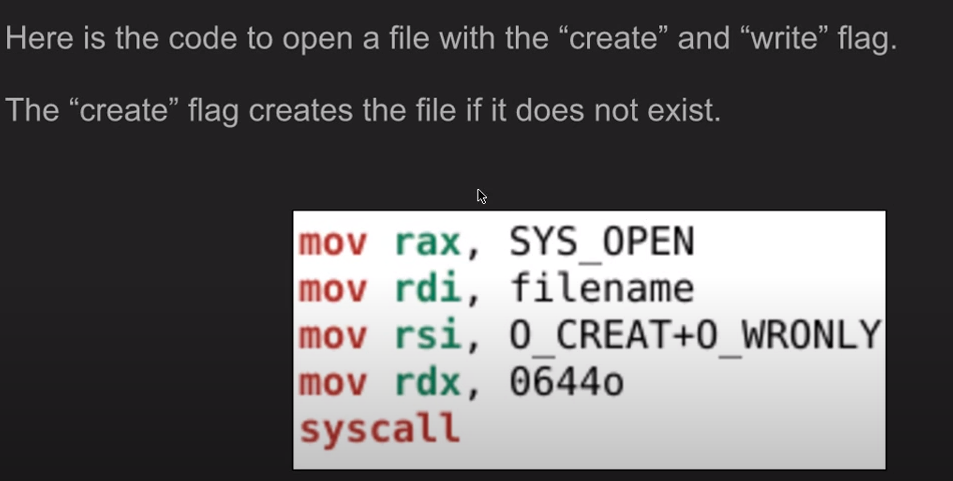 Here is the code to open a file with the “create” and “write” flag.
The “create” flag creates the file if it does not exist.
mov rax, SYS_OPEN
mov rdi, filename
mov rsi, O_CREAT+O_WRONLY
mov rdx, 0644o
syscall